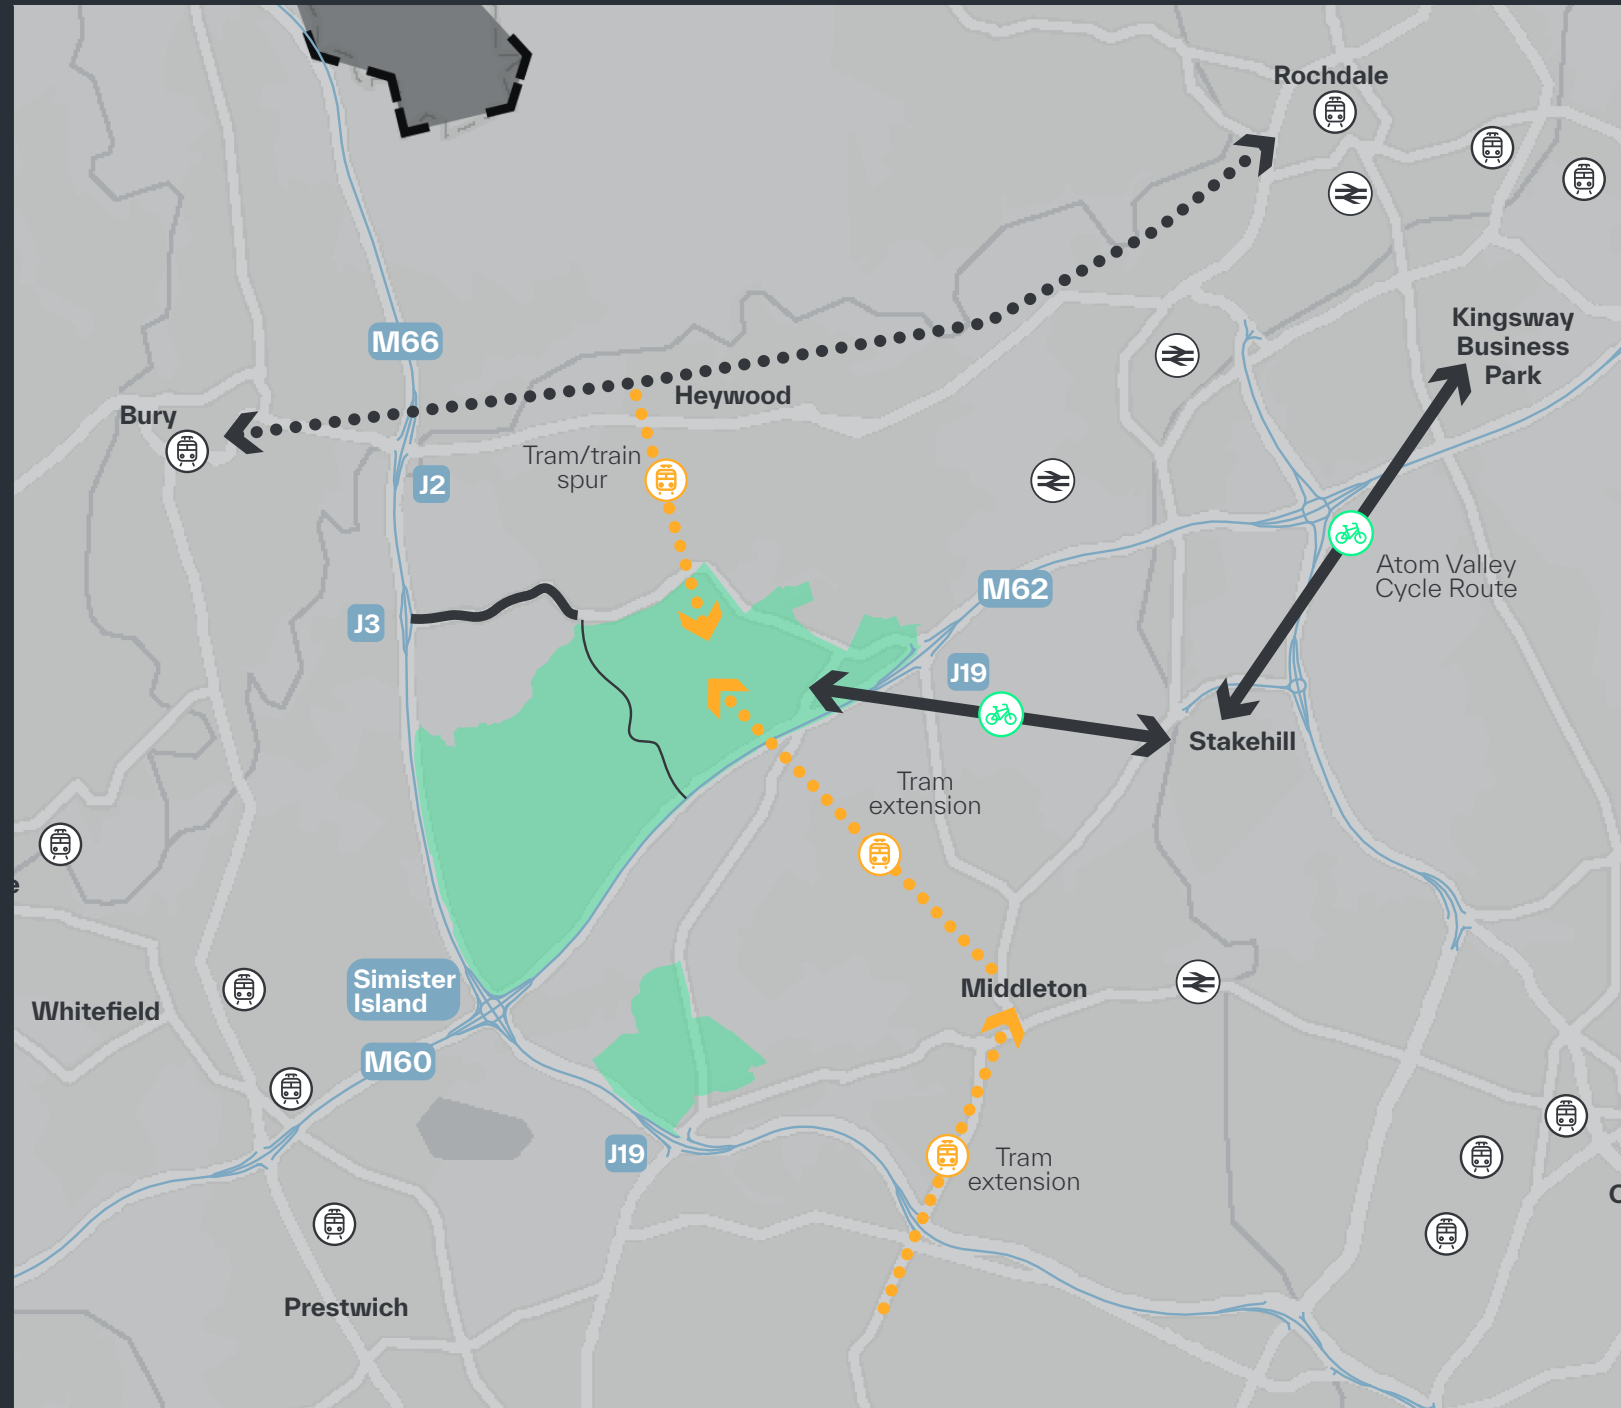 Rochdale
Kingsway
Business
Park
M66
Heywood
Bury
Tram/train
spur
J2
Atom Valley
Cycle Route
M62
J3
J19
Stakehill
Tram
extension
Simister
Island
Middleton
Whitefield
M60
J19
Tram
extension
Prestwich